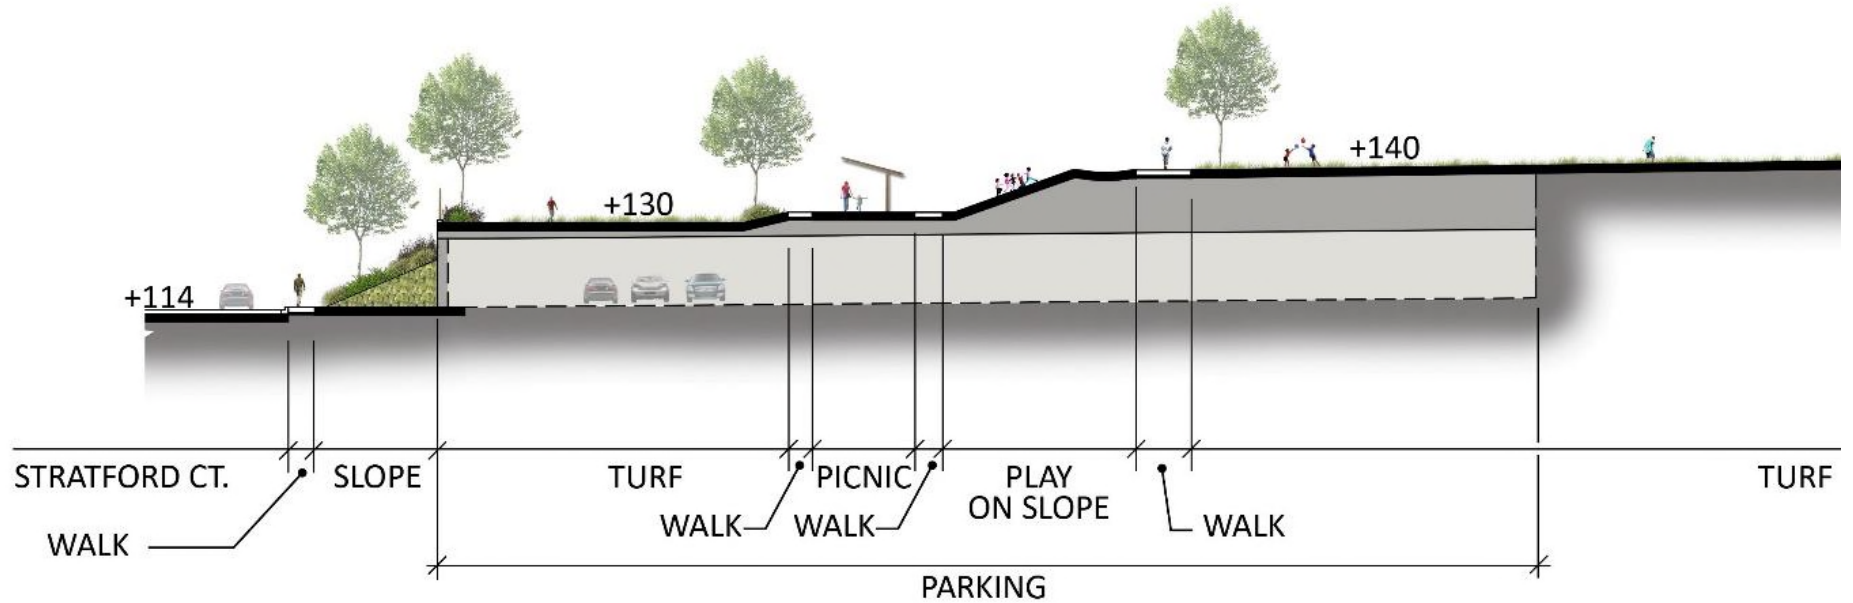 +140
+130
+114
STRATFORD CT.
SLOPE
TURF
PICNIC
PLAY
ON SLOPE
TURF
WALK
WALK
WALK
WALK
PARKING